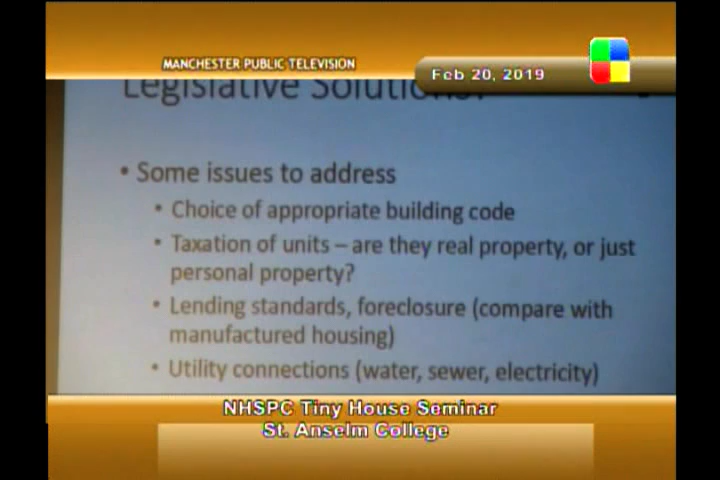 MANCHESTER PUBLIC TELEVISION
Feb 20, 2019
Legislative Solutions?
• Some issues to address
• Choice of appropriate building code
• Taxation of units – are they real property, or just
personal property?
• Lending standards, foreclosure (compare with
manufactured housing)
• Utility connections (water, sewer, electricity)
NHSPC Tiny House Seminar
St. Anselm College